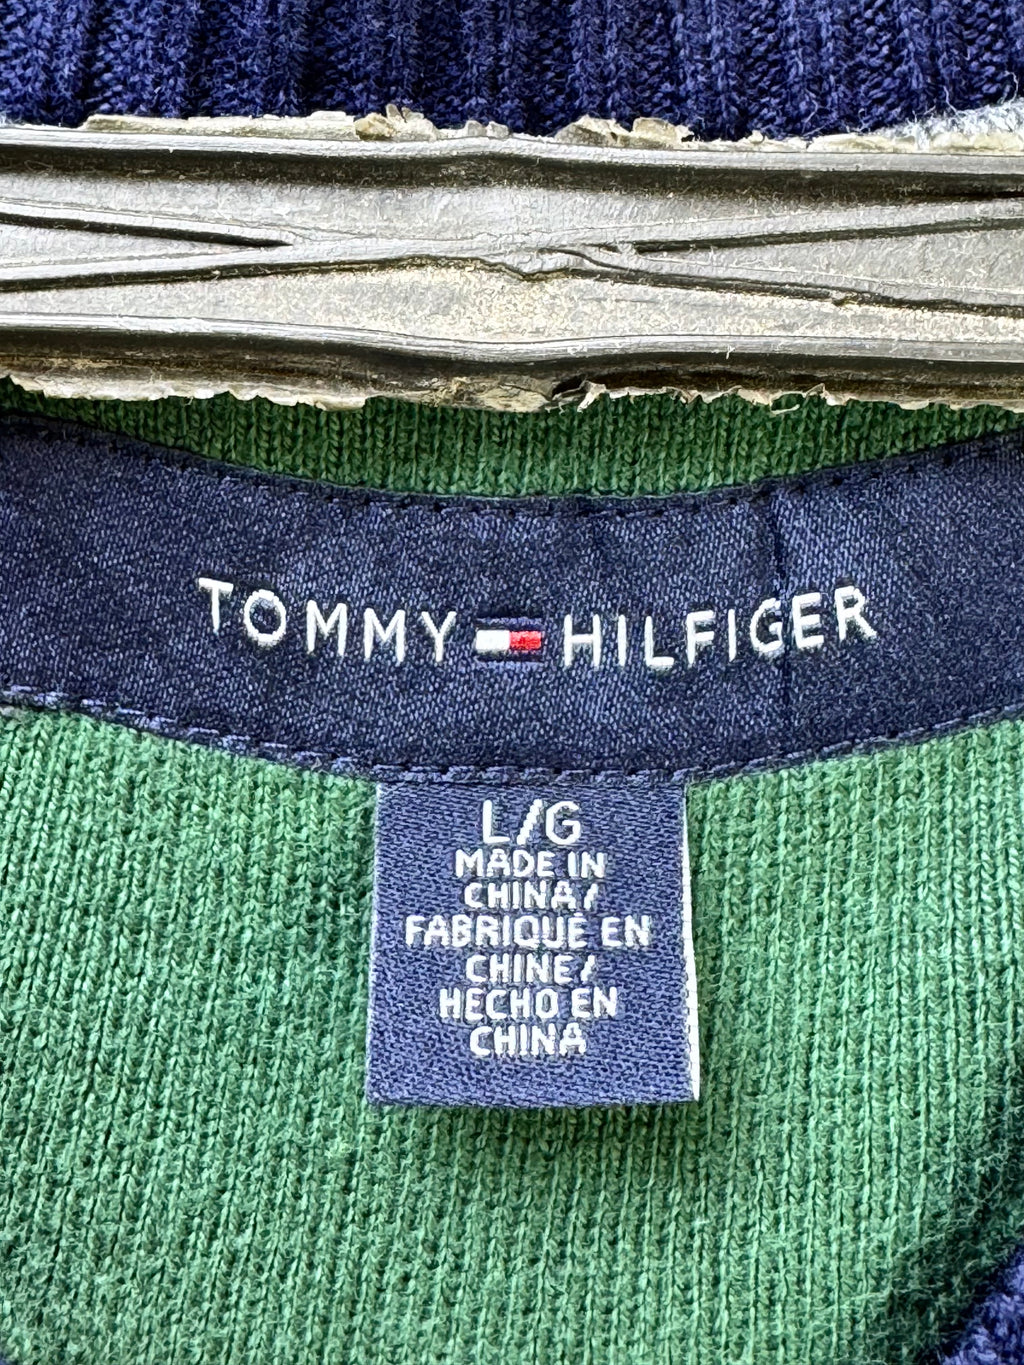 TOMMY HILFIGER
L/G
MADE IN
CHINA/
FABRIQUÉ EN
CHINE/
HECHO EN
CHINA